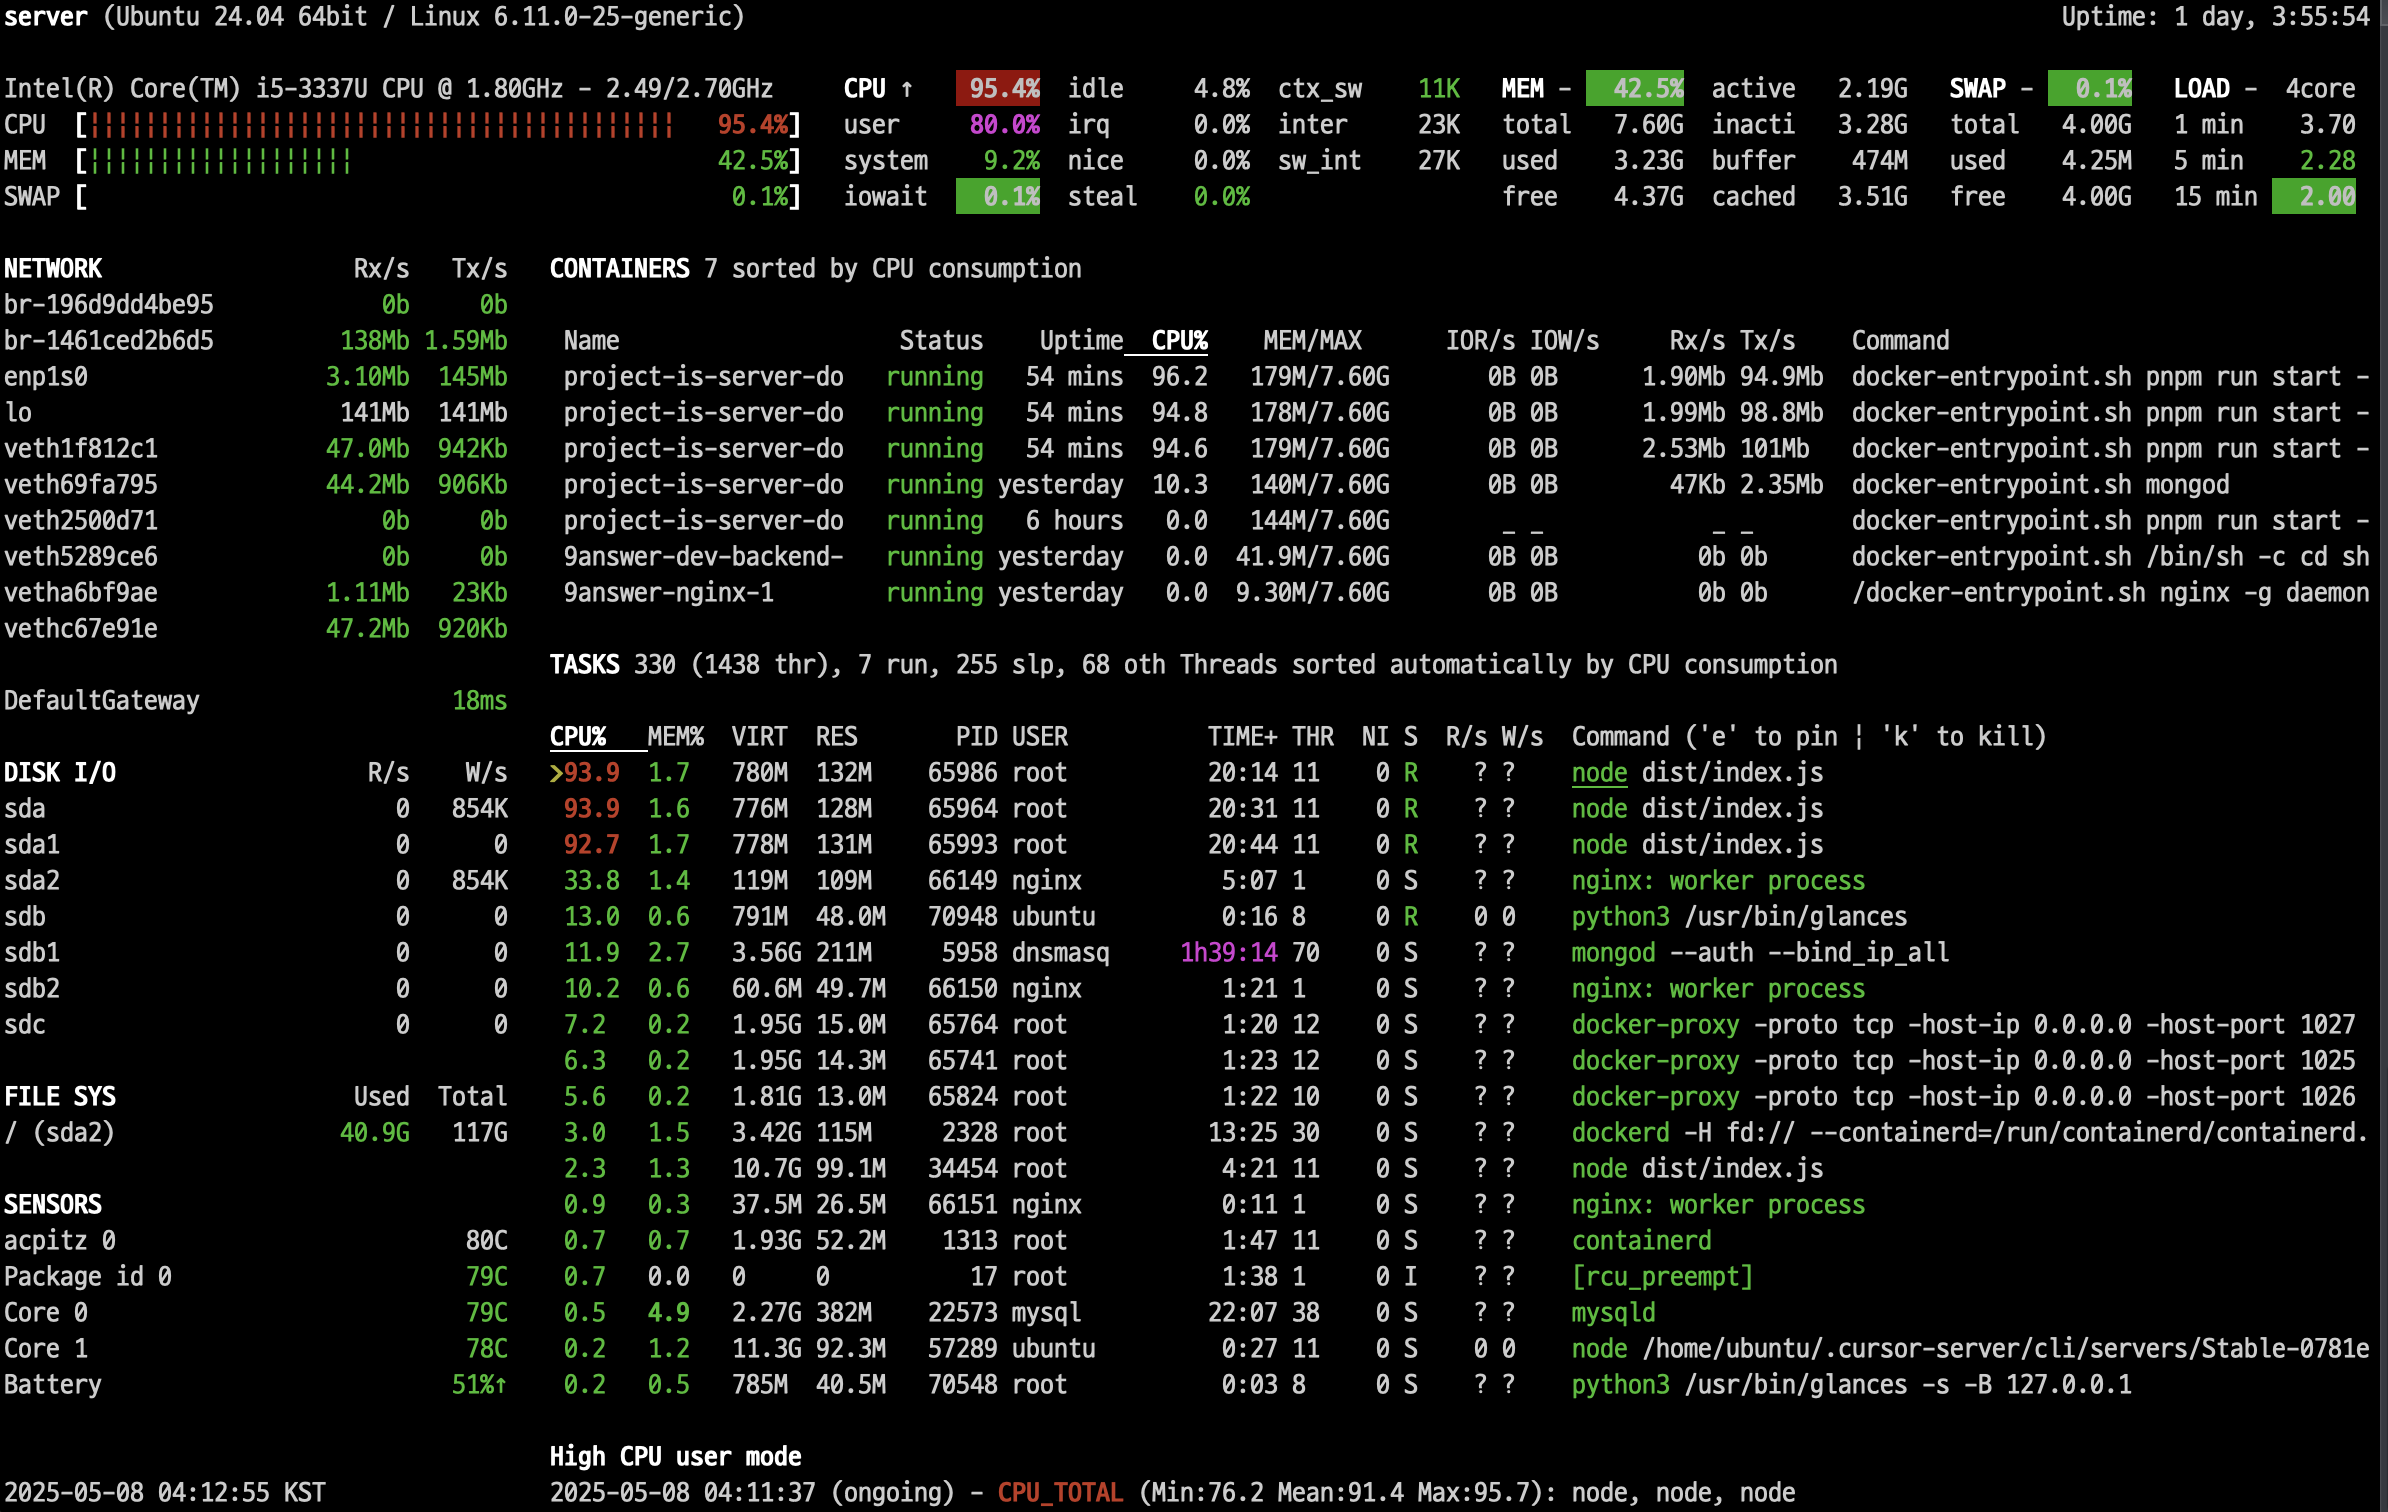 server (Ubuntu 24.04 64bit / Linux 6.11.0-25-generic) Uptime: 1 day, 3:55:54
Intel(R) Core(TM) i5-3337U CPU @ 1.80GHz - 2.49/2.70GHz CPU ↑ 95.4% idle 4.8% ctx_sw 11K MEM - 42.5% active 2.19G SWAP - 0.1% LOAD - 4core
CPU [|||||||||||||||||||||||||||||||||||||||||| 95.4%] user 80.0% irq 0.0% inter 23K total 7.60G inacti 3.28G total 4.00G 1 min 3.70
MEM [||||||||||||||||||| 42.5%] system 9.2% nice 0.0% sw_int 27K used 3.23G buffer 474M used 4.25M 5 min 2.28
SWAP [ 0.1%] iowait 0.1% steal 0.0% free 4.37G cached 3.51G free 4.00G 15 min 2.00
NETWORK Rx/s Tx/s
br-196d9dd4be95 0b 0b
br-1461ced2b6d5 138Mb 1.59Mb
enp1s0 3.10Mb 145Mb
lo 141Mb 141Mb
veth1f812c1 47.0Mb 942Kb
veth69fa795 44.2Mb 906Kb
veth2500d71 0b 0b
veth5289ce6 0b 0b
vetha6bf9ae 1.11Mb 23Kb
vethc67e91e 47.2Mb 920Kb
DefaultGateway 18ms
DISK I/O R/s W/s
sda 0 854K
sda1 0 0
sda2 0 854K
sdb 0 0
sdb1 0 0
sdb2 0 0
sdc 0 0
FILE SYS Used Total
/ (sda2) 40.9G 117G
SENSORS
acpitz 0 80C
Package id 0 79C
Core 0 79C
Core 1 78C
Battery 51%↑
CONTAINERS 7 sorted by CPU consumption
Name Status Uptime CPU% MEM/MAX IOR/s IOW/s Rx/s Tx/s Command
project-is-server-do running 54 mins 96.2 179M/7.60G 0B 0B 1.90Mb 94.9Mb docker-entrypoint.sh pnpm run start -
project-is-server-do running 54 mins 94.8 178M/7.60G 0B 0B 1.99Mb 98.8Mb docker-entrypoint.sh pnpm run start -
project-is-server-do running 54 mins 94.6 179M/7.60G 0B 0B 2.53Mb 101Mb docker-entrypoint.sh pnpm run start -
project-is-server-do running yesterday 10.3 140M/7.60G 0B 0B 47Kb 2.35Mb docker-entrypoint.sh mongod
project-is-server-do running 6 hours 0.0 144M/7.60G _ _ _ _ docker-entrypoint.sh pnpm run start -
9answer-dev-backend- running yesterday 0.0 41.9M/7.60G 0B 0B 0b 0b docker-entrypoint.sh /bin/sh -c cd sh
9answer-nginx-1 running yesterday 0.0 9.30M/7.60G 0B 0B 0b 0b /docker-entrypoint.sh nginx -g daemon
TASKS 330 (1438 thr), 7 run, 255 slp, 68 oth Threads sorted automatically by CPU consumption
CPU% MEM% VIRT RES PID USER TIME+ THR NI S R/s W/s Command ('e' to pin ¦ 'k' to kill)
>93.9 1.7 780M 132M 65986 root 20:14 11 0 R ? ? node dist/index.js
93.9 1.6 776M 128M 65964 root 20:31 11 0 R ? ? node dist/index.js
92.7 1.7 778M 131M 65993 root 20:44 11 0 R ? ? node dist/index.js
33.8 1.4 119M 109M 66149 nginx 5:07 1 0 S ? ? nginx: worker process
13.0 0.6 791M 48.0M 70948 ubuntu 0:16 8 0 R 0 0 python3 /usr/bin/glances
11.9 2.7 3.56G 211M 5958 dnsmasq 1h39:14 70 0 S ? ? mongod --auth --bind_ip_all
10.2 0.6 60.6M 49.7M 66150 nginx 1:21 1 0 S ? ? nginx: worker process
7.2 0.2 1.95G 15.0M 65764 root 1:20 12 0 S ? ? docker-proxy -proto tcp -host-ip 0.0.0.0 -host-port 1027
6.3 0.2 1.95G 14.3M 65741 root 1:23 12 0 S ? ? docker-proxy -proto tcp -host-ip 0.0.0.0 -host-port 1025
5.6 0.2 1.81G 13.0M 65824 root 1:22 10 0 S ? ? docker-proxy -proto tcp -host-ip 0.0.0.0 -host-port 1026
3.0 1.5 3.42G 115M 2328 root 13:25 30 0 S ? ? dockerd -H fd:// --containerd=/run/containerd/containerd.
2.3 1.3 10.7G 99.1M 34454 root 4:21 11 0 S ? ? node dist/index.js
0.9 0.3 37.5M 26.5M 66151 nginx 0:11 1 0 S ? ? nginx: worker process
0.7 0.7 1.93G 52.2M 1313 root 1:47 11 0 S ? ? containerd
0.7 0.0 0 0 17 root 1:38 1 0 I ? ? [rcu_preempt]
0.5 4.9 2.27G 382M 22573 mysql 22:07 38 0 S ? ? mysqld
0.2 1.2 11.3G 92.3M 57289 ubuntu 0:27 11 0 S 0 0 node /home/ubuntu/.cursor-server/cli/servers/Stable-0781e
0.2 0.5 785M 40.5M 70548 root 0:03 8 0 S ? ? python3 /usr/bin/glances -s -B 127.0.0.1
High CPU user mode
2025-05-08 04:12:55 KST 2025-05-08 04:11:37 (ongoing) - CPU_TOTAL (Min:76.2 Mean:91.4 Max:95.7): node, node, node